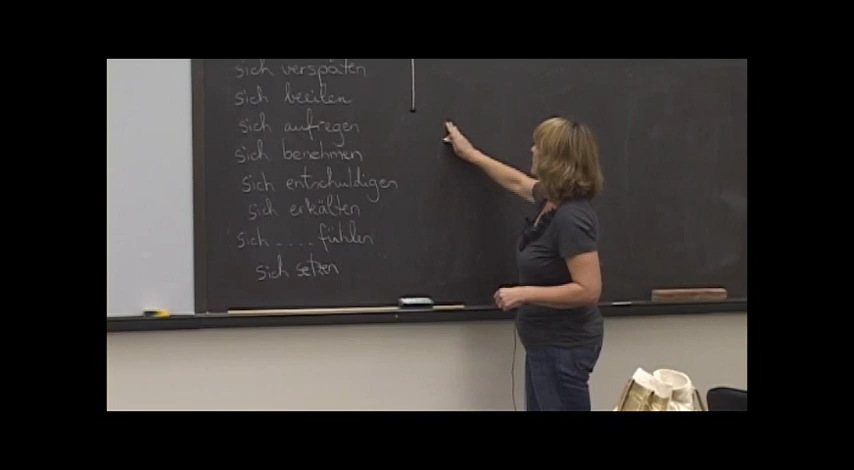 sich verspäten
sich beeilen
sich aufregen
sich benehmen
sich entschuldigen
sich erkälten
sich .... fühlen
sich setzen